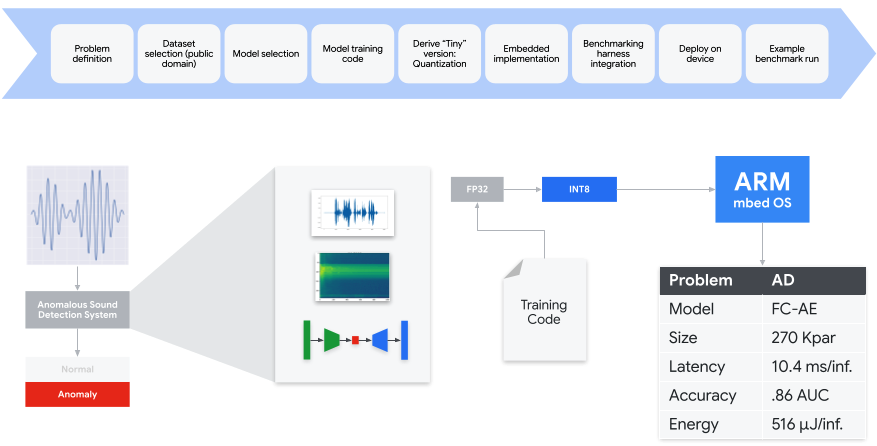 Problem
definition
Dataset
selection (public
domain)
Model selection
Model training
code
Derive “Tiny”
version:
Quantization
Embedded
implementation
Benchmarking
harness
integration
Deploy on
device
Example
benchmark run
Anomalous Sound
Detection System
Normal
Anomaly
FP32
INT8
ARM
mbed OS
Training
Code
Problem AD
Model FC-AE
Size 270 Kpar
Latency 10.4 ms/inf.
Accuracy .86 AUC
Energy 516 µJ/inf.